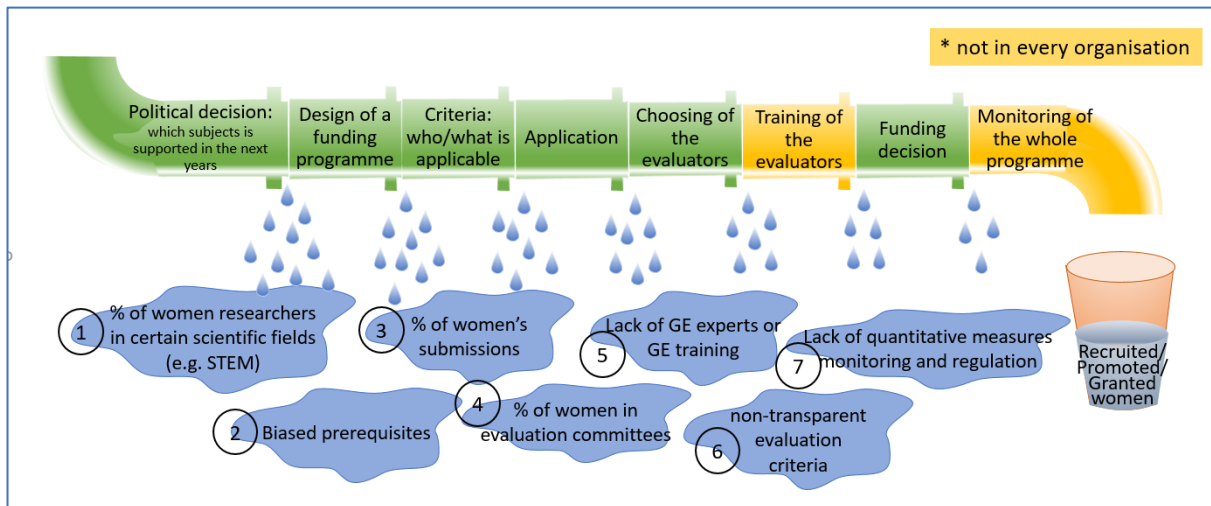 * not in every organisation
Political decision:
which subjects is
supported in the next
years
Design of a
funding
programme
Criteria:
who/what is
applicable
Application
Choosing of
the
evaluators
Training of
the
evaluators
Funding
decision
Monitoring
of the whole
programme
1
% of women researchers
in certain scientific fields
(e.g. STEM)
2
Biased prerequisites
3
% of women's
submissions
4
% of women in
evaluation committees
5
Lack of GE experts or
GE training
6
non-transparent
evaluation
criteria
7
Lack of quantitative measures
monitoring and regulation
Recruited/
Promoted/
Granted
women